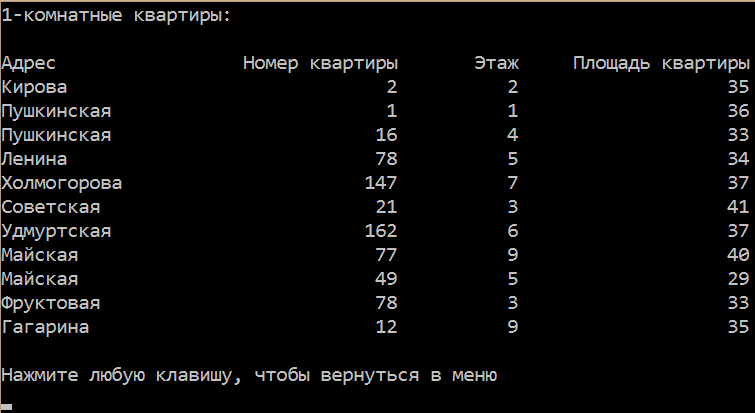 1-комнатные квартиры:
Адрес Номер квартиры Этаж Площадь квартиры
Кирова 2 2 35
Пушкинская 1 1 36
Пушкинская 16 4 33
Ленина 78 5 34
Холмогорова 147 7 37
Советская 21 3 41
Удмуртская 162 6 37
Майская 77 9 40
Майская 49 5 29
Фруктовая 78 3 33
Гагарина 12 9 35
Нажмите любую клавишу, чтобы вернуться в меню